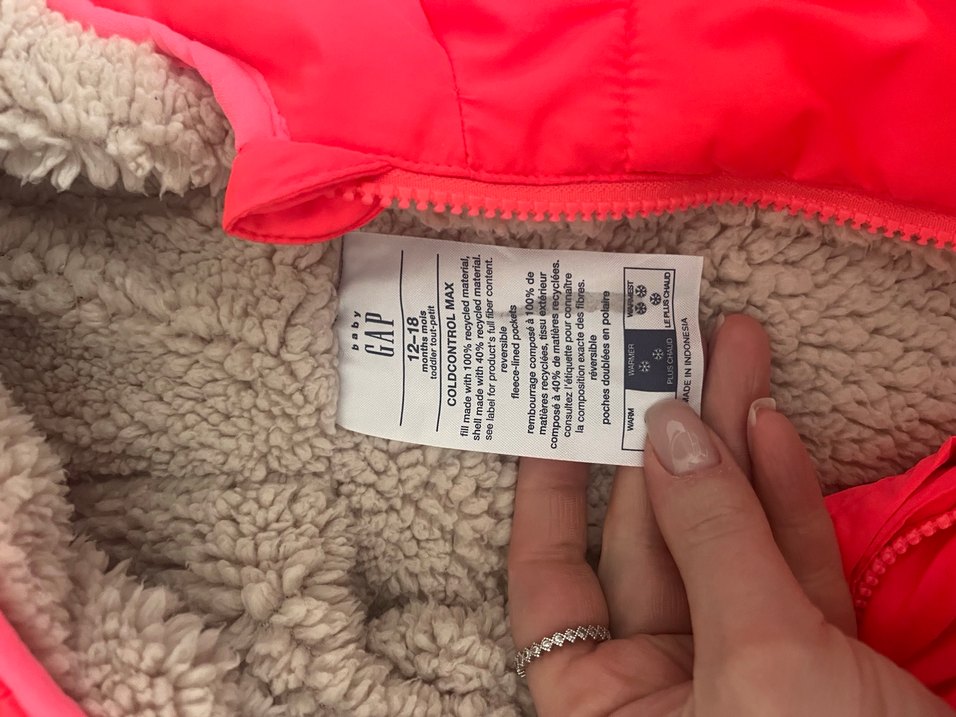 baby
GAP
12–18
months mois
toddler tout-petit
COLDCONTROL MAX
fill made with 100% recycled material,
shell made with 40% recycled material.
see label for product's full fiber content.
reversible
fleece-lined pockets
rembourrage composé à 100% de
matières recyclées, tissu extérieur
composé à 40% de matières recyclées.
consultez l'étiquette pour connaître
la composition exacte des fibres.
réversible
poches doublées en polaire
WARM
WARMER
PLUS CHAUD
WARMEST
LE PLUS CHAUD
MADE IN INDONESIA